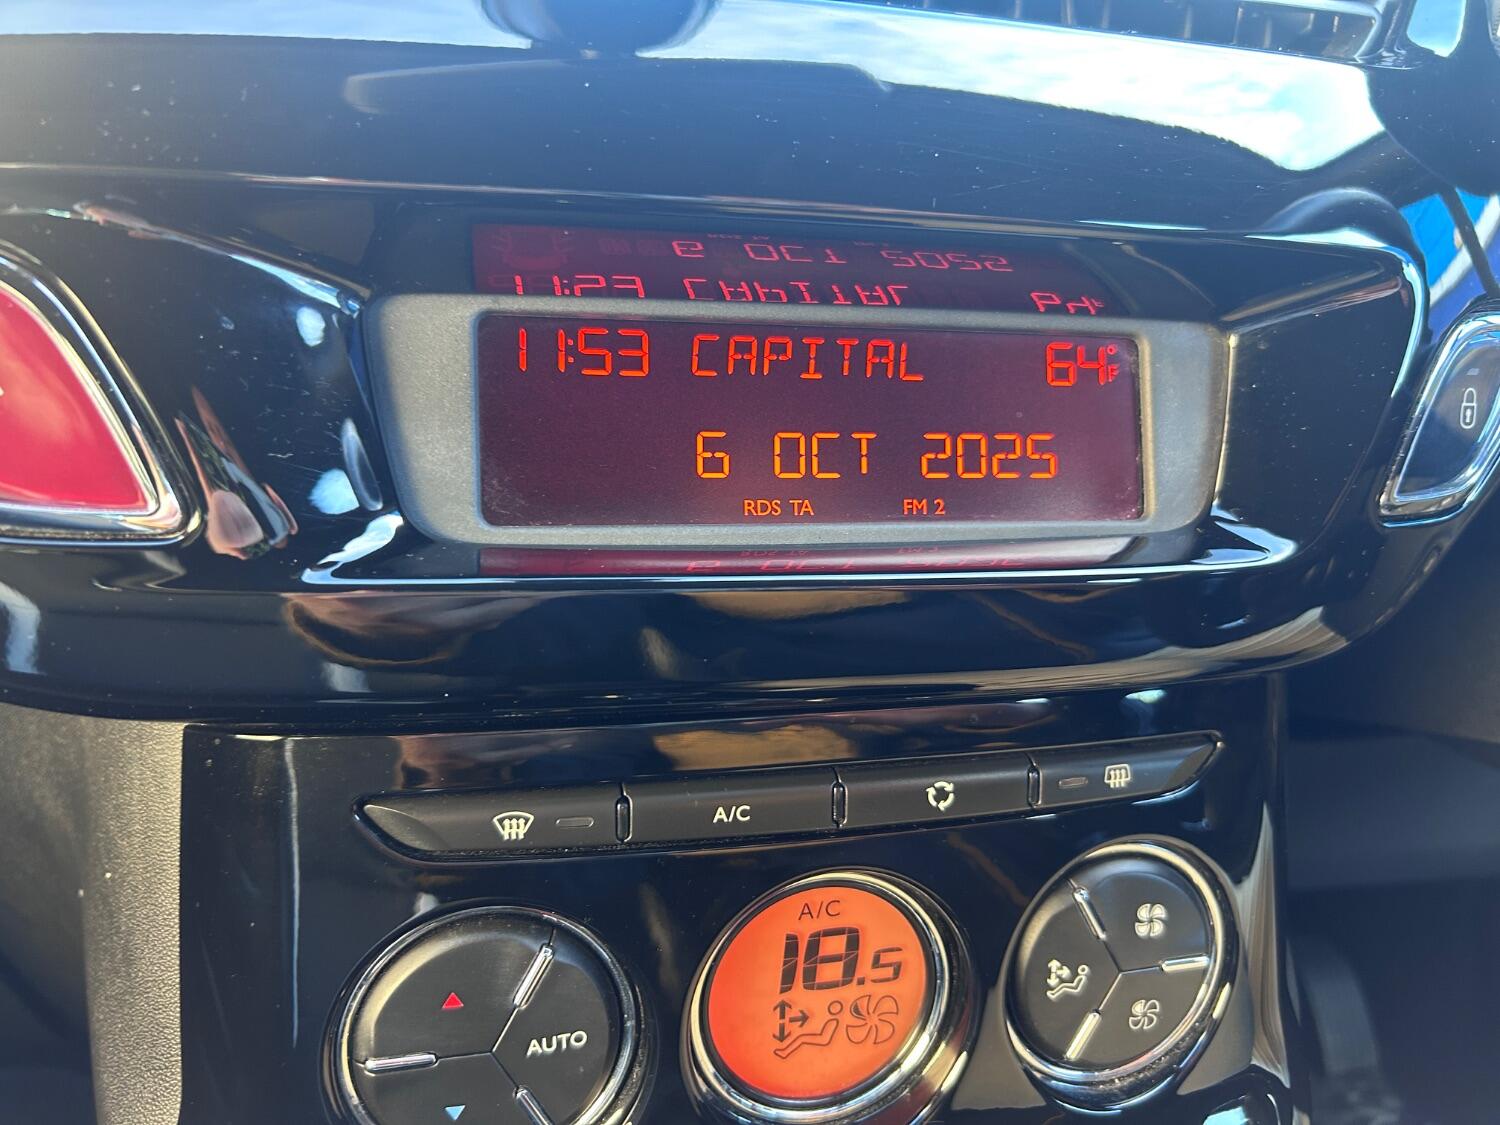 11:53 CAPITAL 64°F
6 OCT 2025
RDS TA FM 2
A/C
A/C
18.5
AUTO